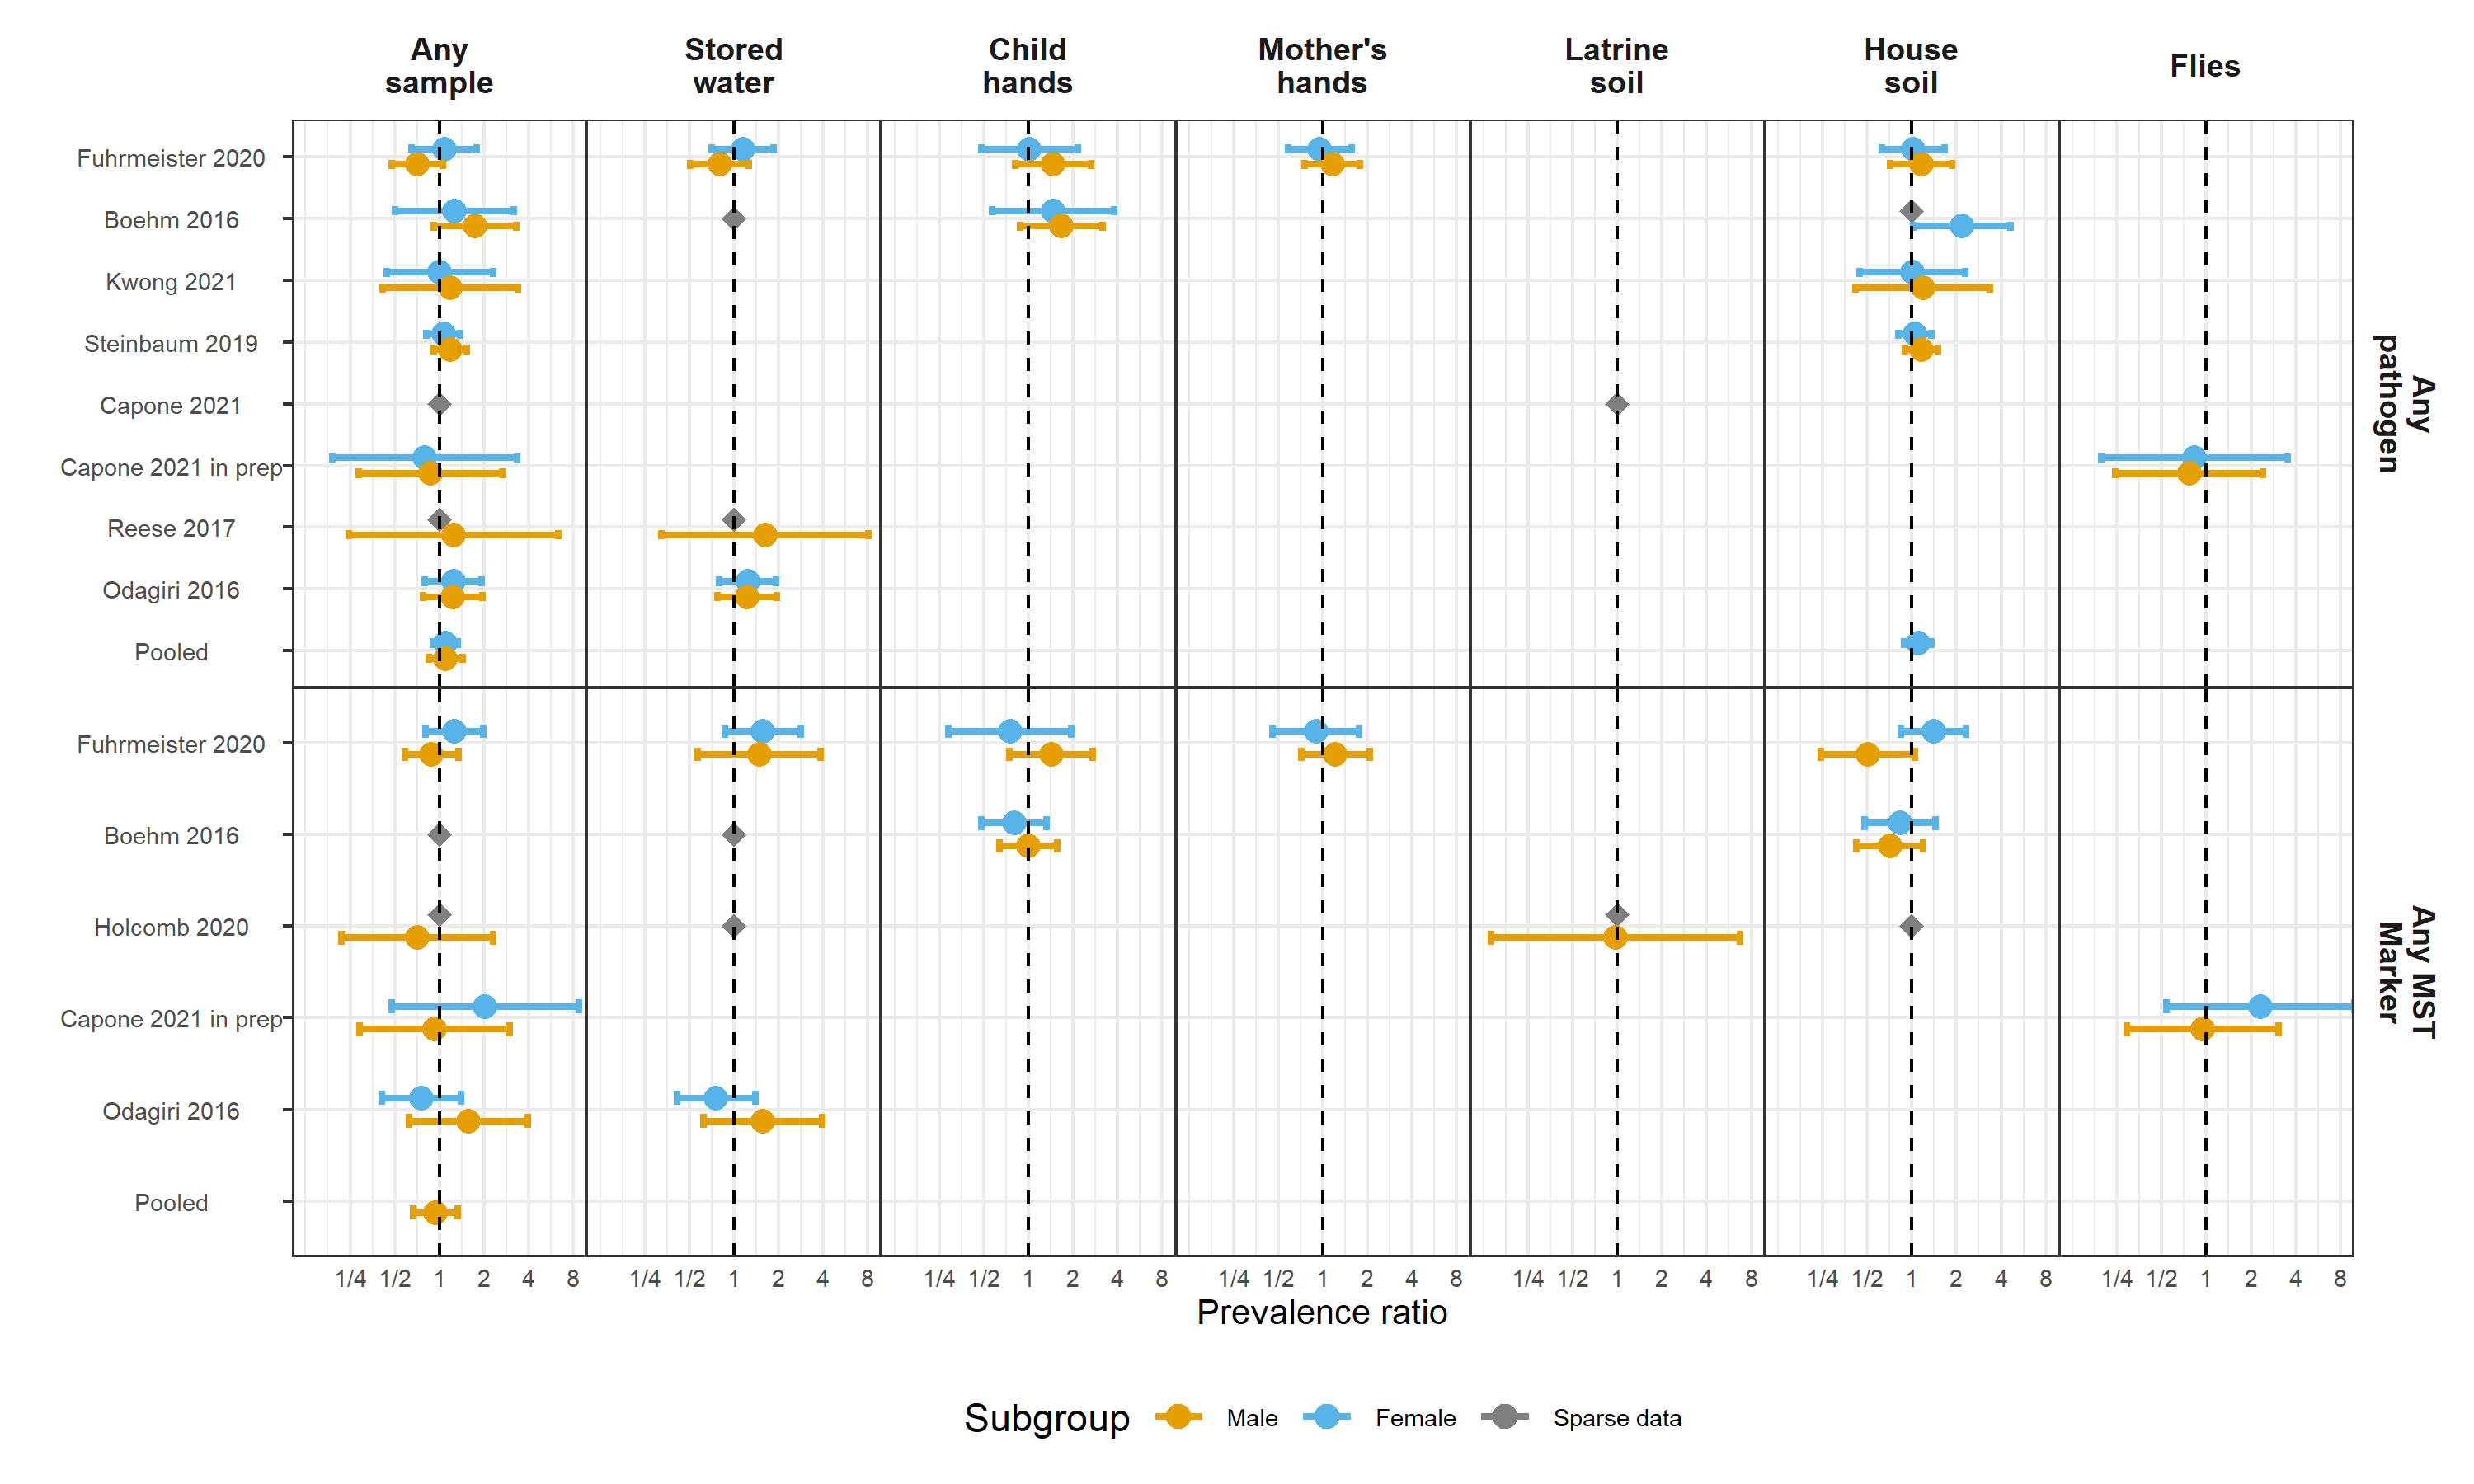 Any
sample
Stored
water
Child
hands
Mother's
hands
Latrine
soil
House
soil
Flies
Fuhrmeister 2020
Boehm 2016
Kwong 2021
Steinbaum 2019
Capone 2021
Capone 2021 in prep
Reese 2017
Odagiri 2016
Pooled
Any
pathogen
Fuhrmeister 2020
Boehm 2016
Holcomb 2020
Capone 2021 in prep
Odagiri 2016
Pooled
Any MST
Marker
1/4 1/2 1 2 4 8 1/4 1/2 1 2 4 8 1/4 1/2 1 2 4 8 1/4 1/2 1 2 4 8 1/4 1/2 1 2 4 8 1/4 1/2 1 2 4 8 1/4 1/2 1 2 4 8
Prevalence ratio
Subgroup Male Female Sparse data